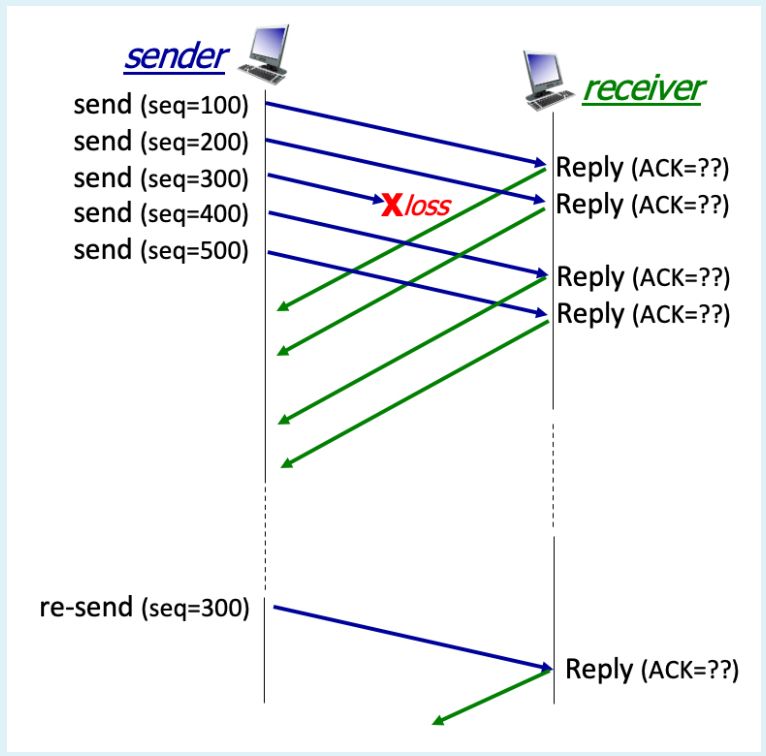 sender
receiver
send (seq=100)
send (seq=200)
send (seq=300)
send (seq=400)
send (seq=500)
X loss
Reply (ACK=??)
Reply (ACK=??)
Reply (ACK=??)
Reply (ACK=??)
re-send (seq=300)
Reply (ACK=??)